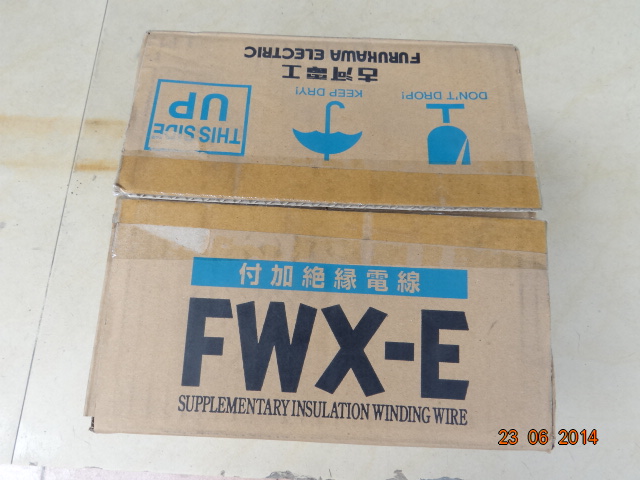 FURUKAWA ELECTRIC
古河電工
DON'T DROP!
KEEP DRY!
THIS SIDE
UP
付加絶縁電線
FWX-E
SUPPLEMENTARY INSULATION WINDING WIRE
23 06 2014